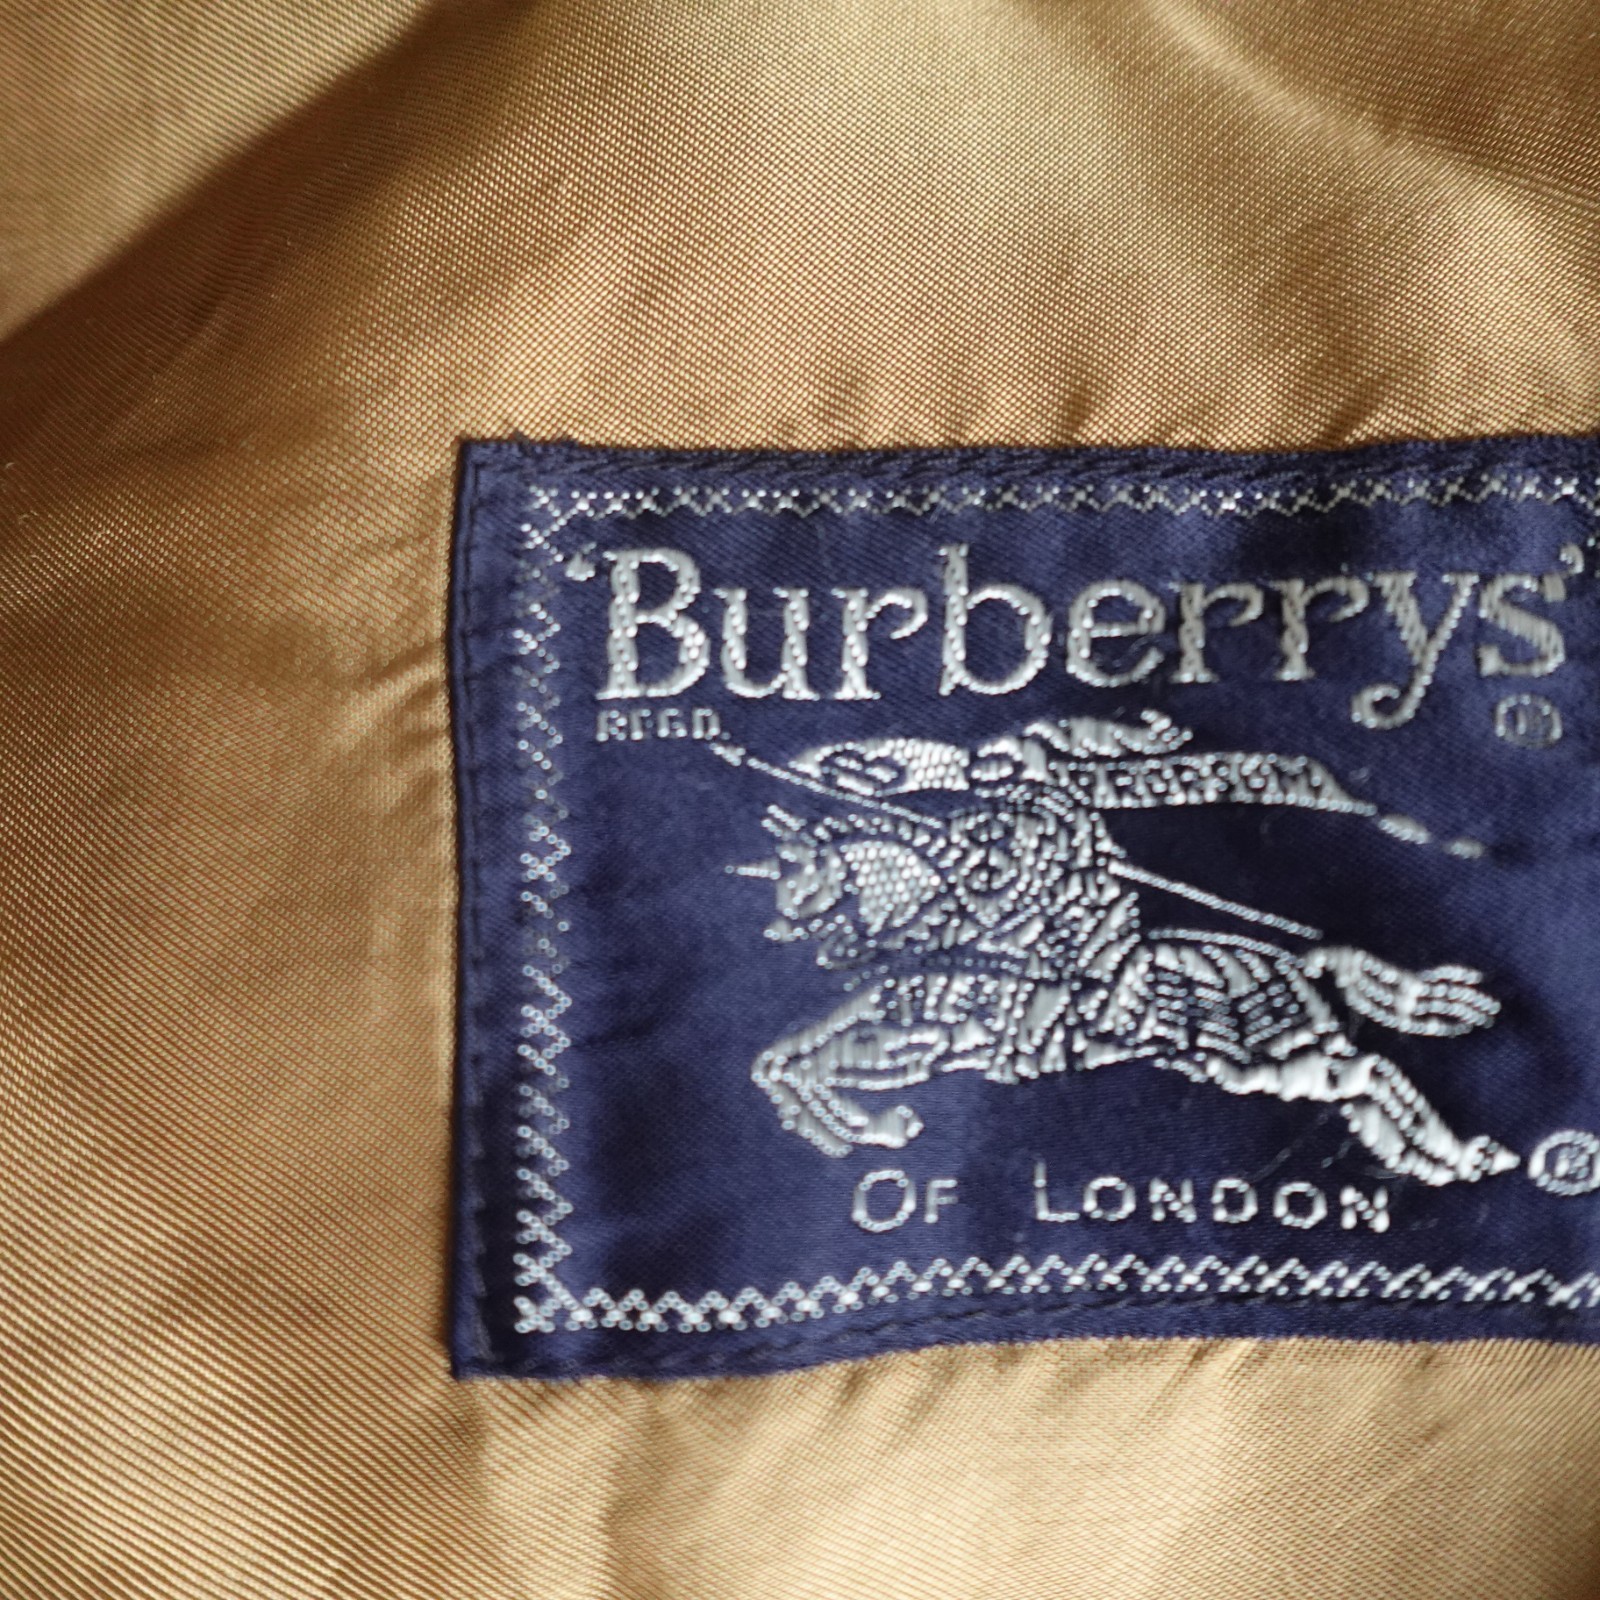 ‘Burberrys’
REGD. ®
®
OF LONDON